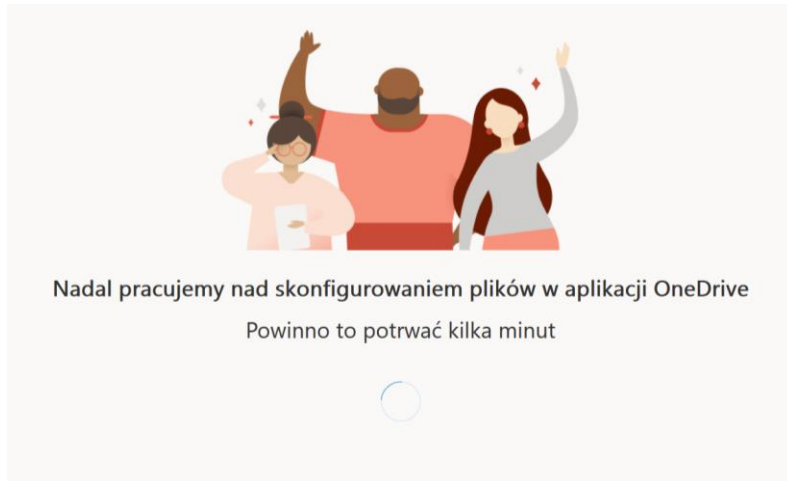 Nadal pracujemy nad skonfigurowaniem plików w aplikacji OneDrive
Powinno to potrwać kilka minut